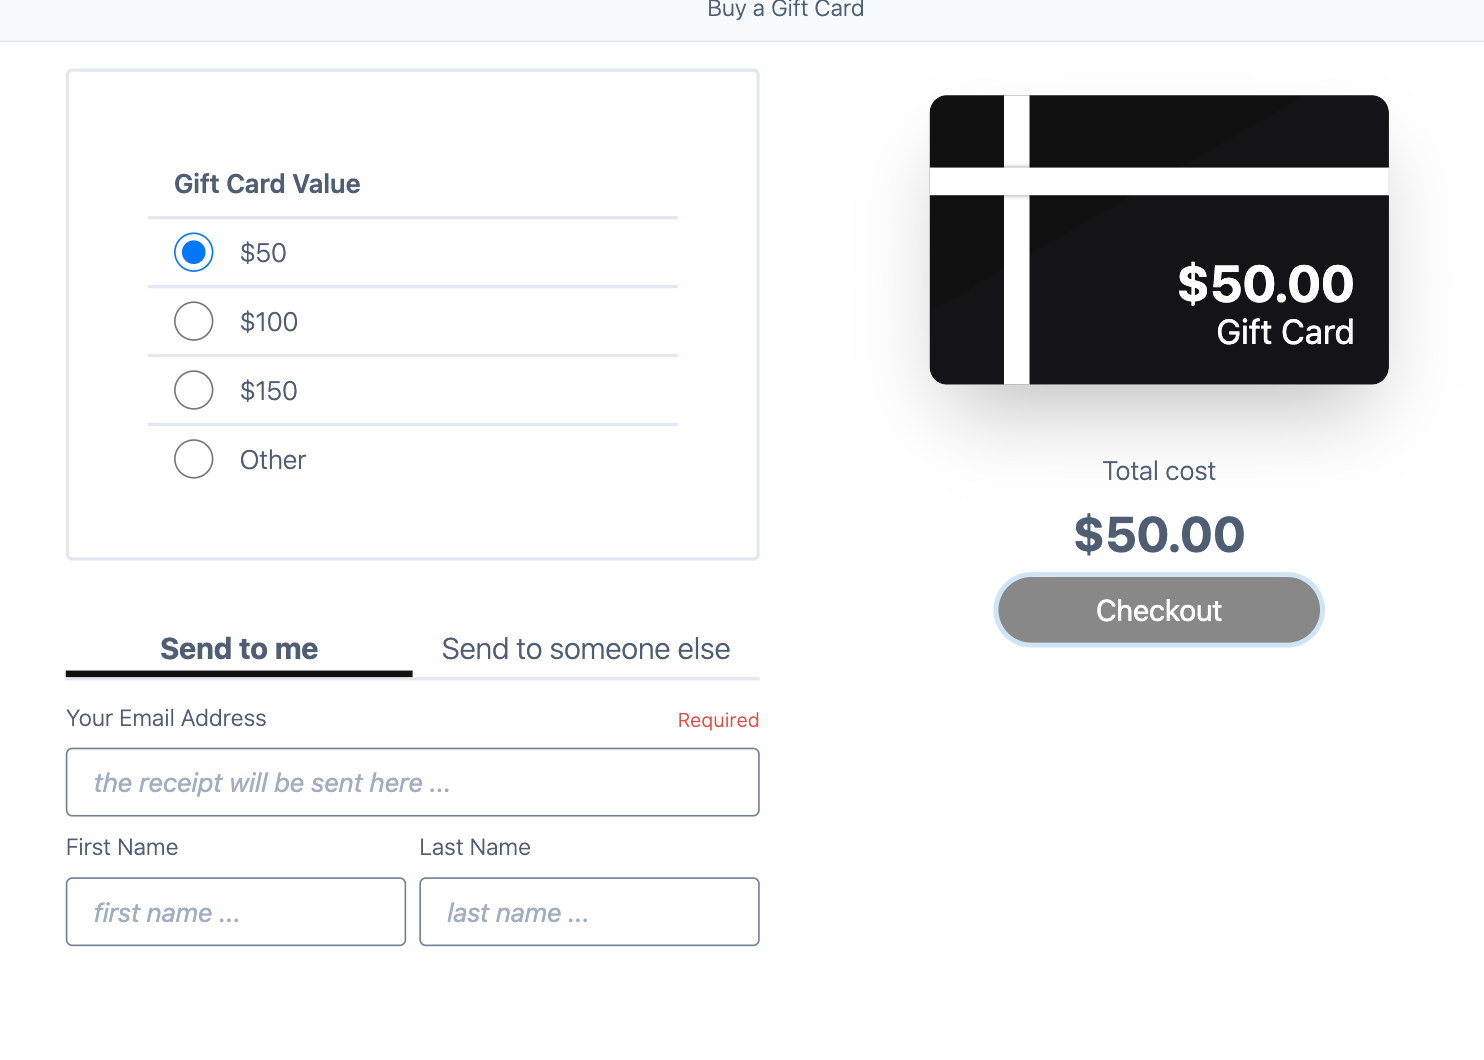 Buy a Gift Card
Gift Card Value
$50
$100
$150
Other
$50.00
Gift Card
Total cost
$50.00
Checkout
Send to me
Send to someone else
Your Email Address
Required
the receipt will be sent here ...
First Name
Last Name
first name ...
last name ...